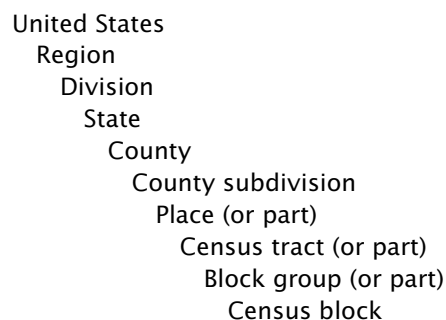 United States
Region
Division
State
County
County subdivision
Place (or part)
Census tract (or part)
Block group (or part)
Census block